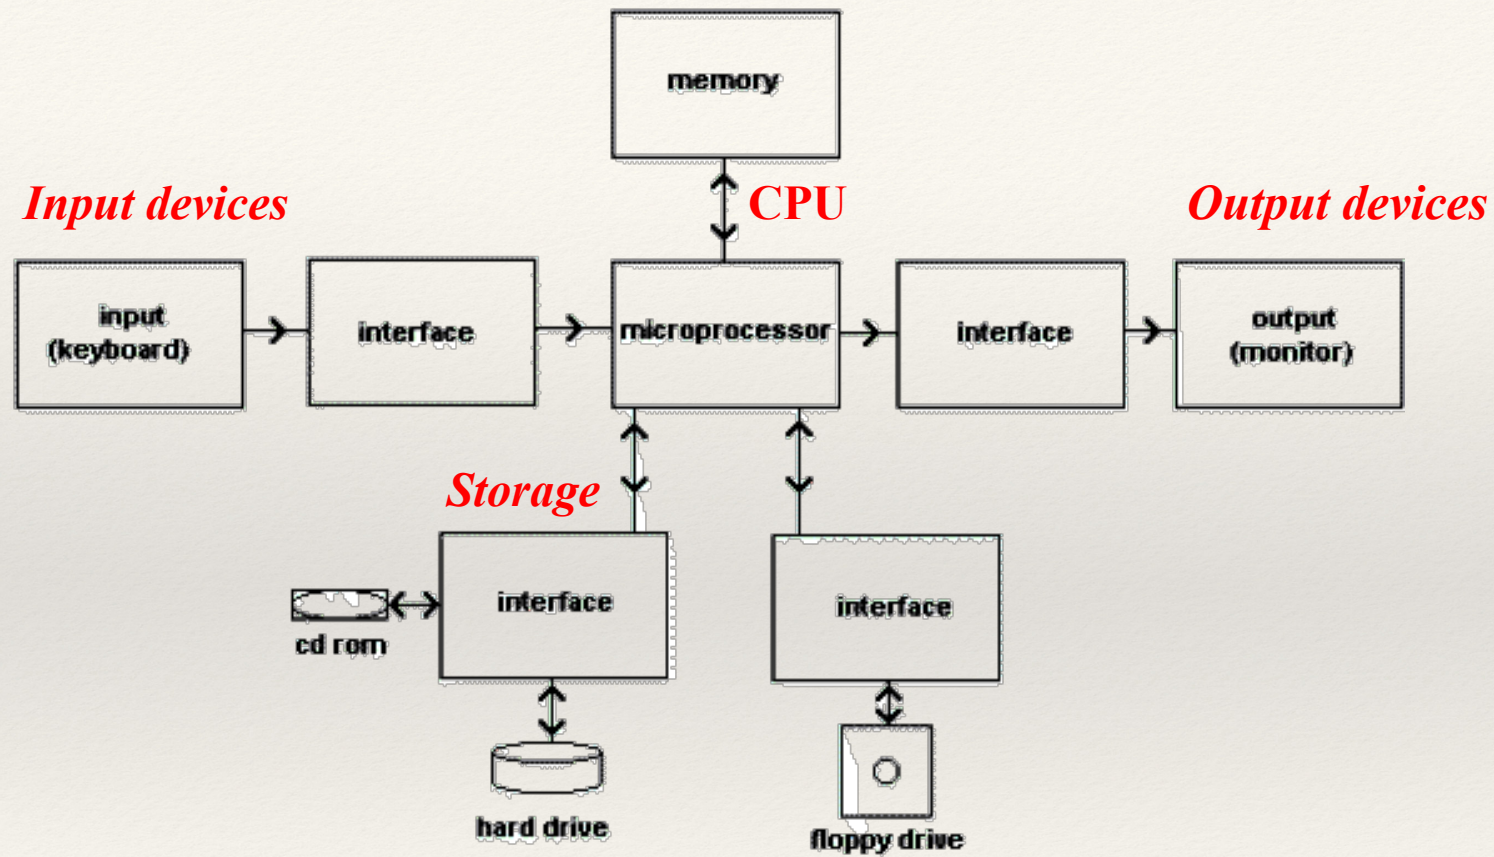 memory
Input devices
CPU
Output devices
input
(keyboard)
interface
microprocessor
interface
output
(monitor)
Storage
interface
interface
cd rom
hard drive
floppy drive